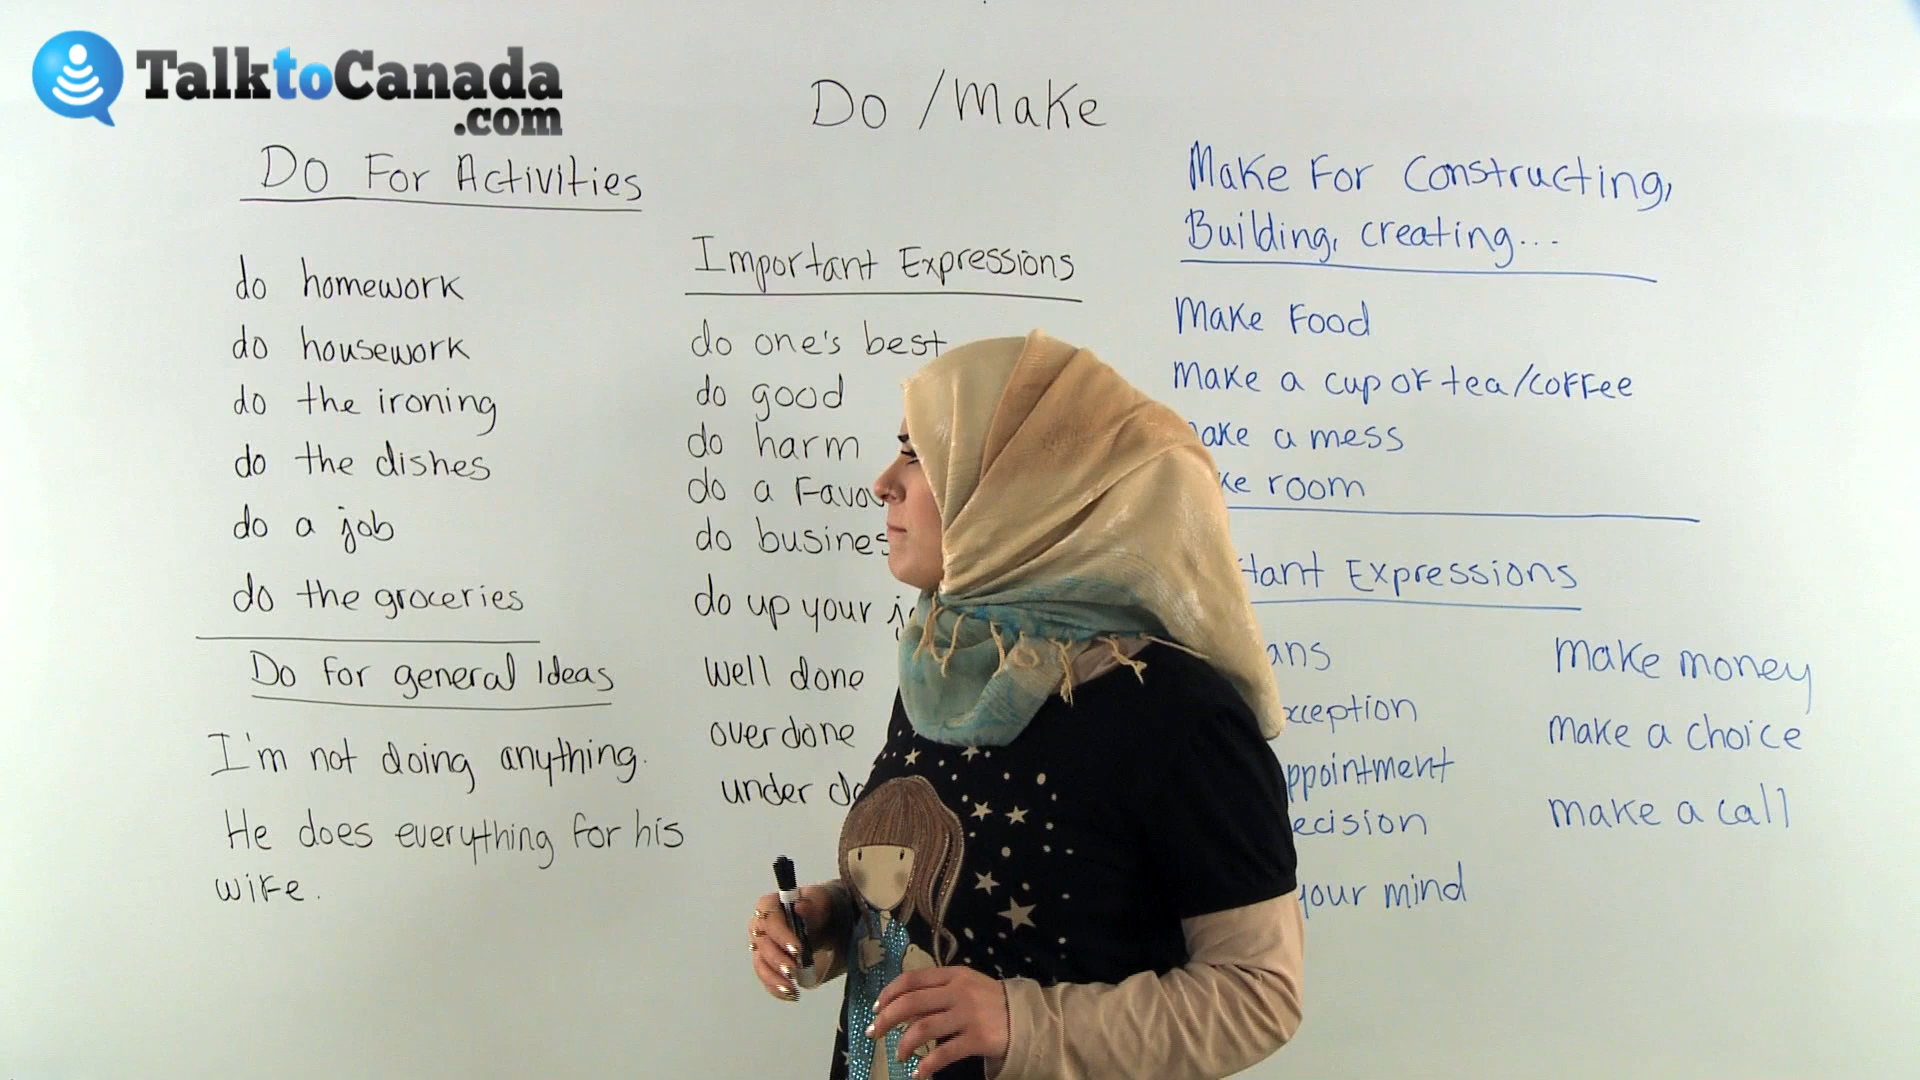 TalktoCanada
.com
Do / Make
Do For Activities
do homework
do housework
do the ironing
do the dishes
do a job
do the groceries
Do for general Ideas
I'm not doing anything.
He does everything for his
wife.
Important Expressions
do one's best
do good
do harm
do a
do
do up your
well done
overdone
under
Make For Constructing,
Building, creating...
Make Food
make a cup of tea/coffee
a mess
room
Expressions
make money
make a choice
make a call
your mind